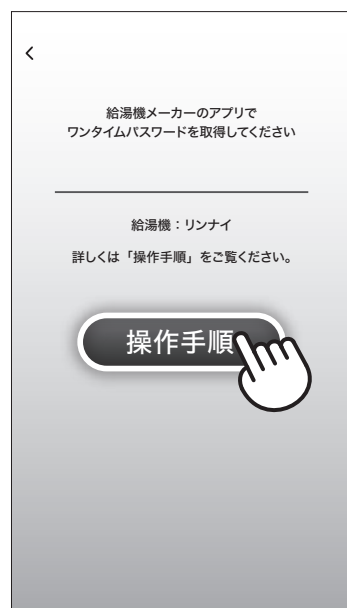 給湯機メーカーのアプリで
ワンタイムパスワードを取得してください
給湯機：リンナイ
詳しくは「操作手順」をご覧ください。
操作手順